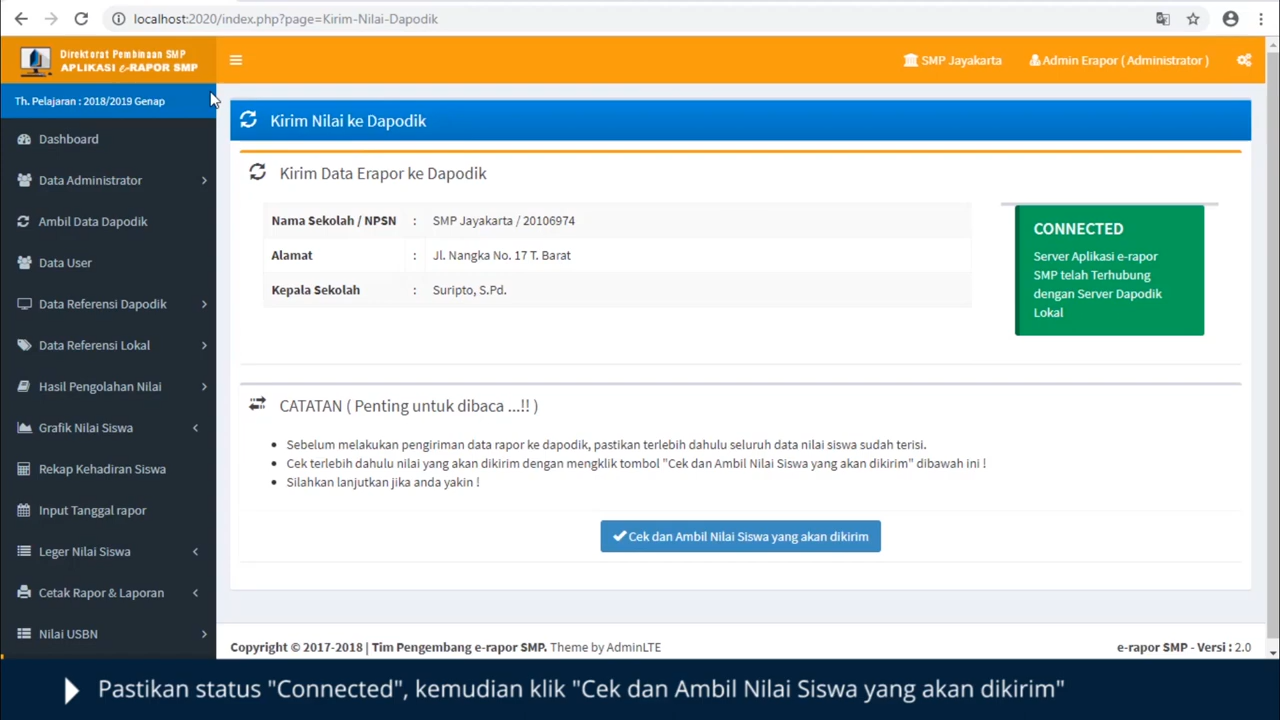 localhost:2020/index.php?page=Kirim-Nilai-Dapodik
Direktorat Pembinaan SMP
APLIKASI e-RAPOR SMP
SMP Jayakarta
Admin Erapor ( Administrator )
Th. Pelajaran : 2018/2019 Genap
Dashboard
Data Administrator
Ambil Data Dapodik
Data User
Data Referensi Dapodik
Data Referensi Lokal
Hasil Pengolahan Nilai
Grafik Nilai Siswa
Rekap Kehadiran Siswa
Input Tanggal rapor
Leger Nilai Siswa
Cetak Rapor & Laporan
Nilai USBN
Kirim Nilai ke Dapodik
Kirim Data Erapor ke Dapodik
Nama Sekolah / NPSN : SMP Jayakarta / 20106974
Alamat : Jl. Nangka No. 17 T. Barat
Kepala Sekolah : Suripto, S.Pd.
CONNECTED
Server Aplikasi e-rapor
SMP telah Terhubung
dengan Server Dapodik
Lokal
CATATAN ( Penting untuk dibaca ...!! )
• Sebelum melakukan pengiriman data rapor ke dapodik, pastikan terlebih dahulu seluruh data nilai siswa sudah terisi.
• Cek terlebih dahulu nilai yang akan dikirim dengan mengklik tombol "Cek dan Ambil Nilai Siswa yang akan dikirim" dibawah ini !
• Silahkan lanjutkan jika anda yakin !
Cek dan Ambil Nilai Siswa yang akan dikirim
Copyright © 2017-2018 | Tim Pengembang e-rapor SMP. Theme by AdminLTE
e-rapor SMP - Versi : 2.0
Pastikan status "Connected", kemudian klik "Cek dan Ambil Nilai Siswa yang akan dikirim"